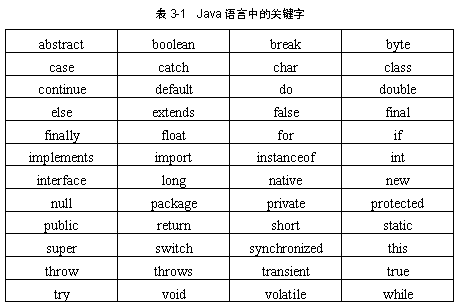 表 3-1 Java 语言中的关键字
abstract boolean break byte
case catch char class
continue default do double
else extends false final
finally float for if
implements import instanceof int
interface long native new
null package private protected
public return short static
super switch synchronized this
throw throws transient true
try void volatile while